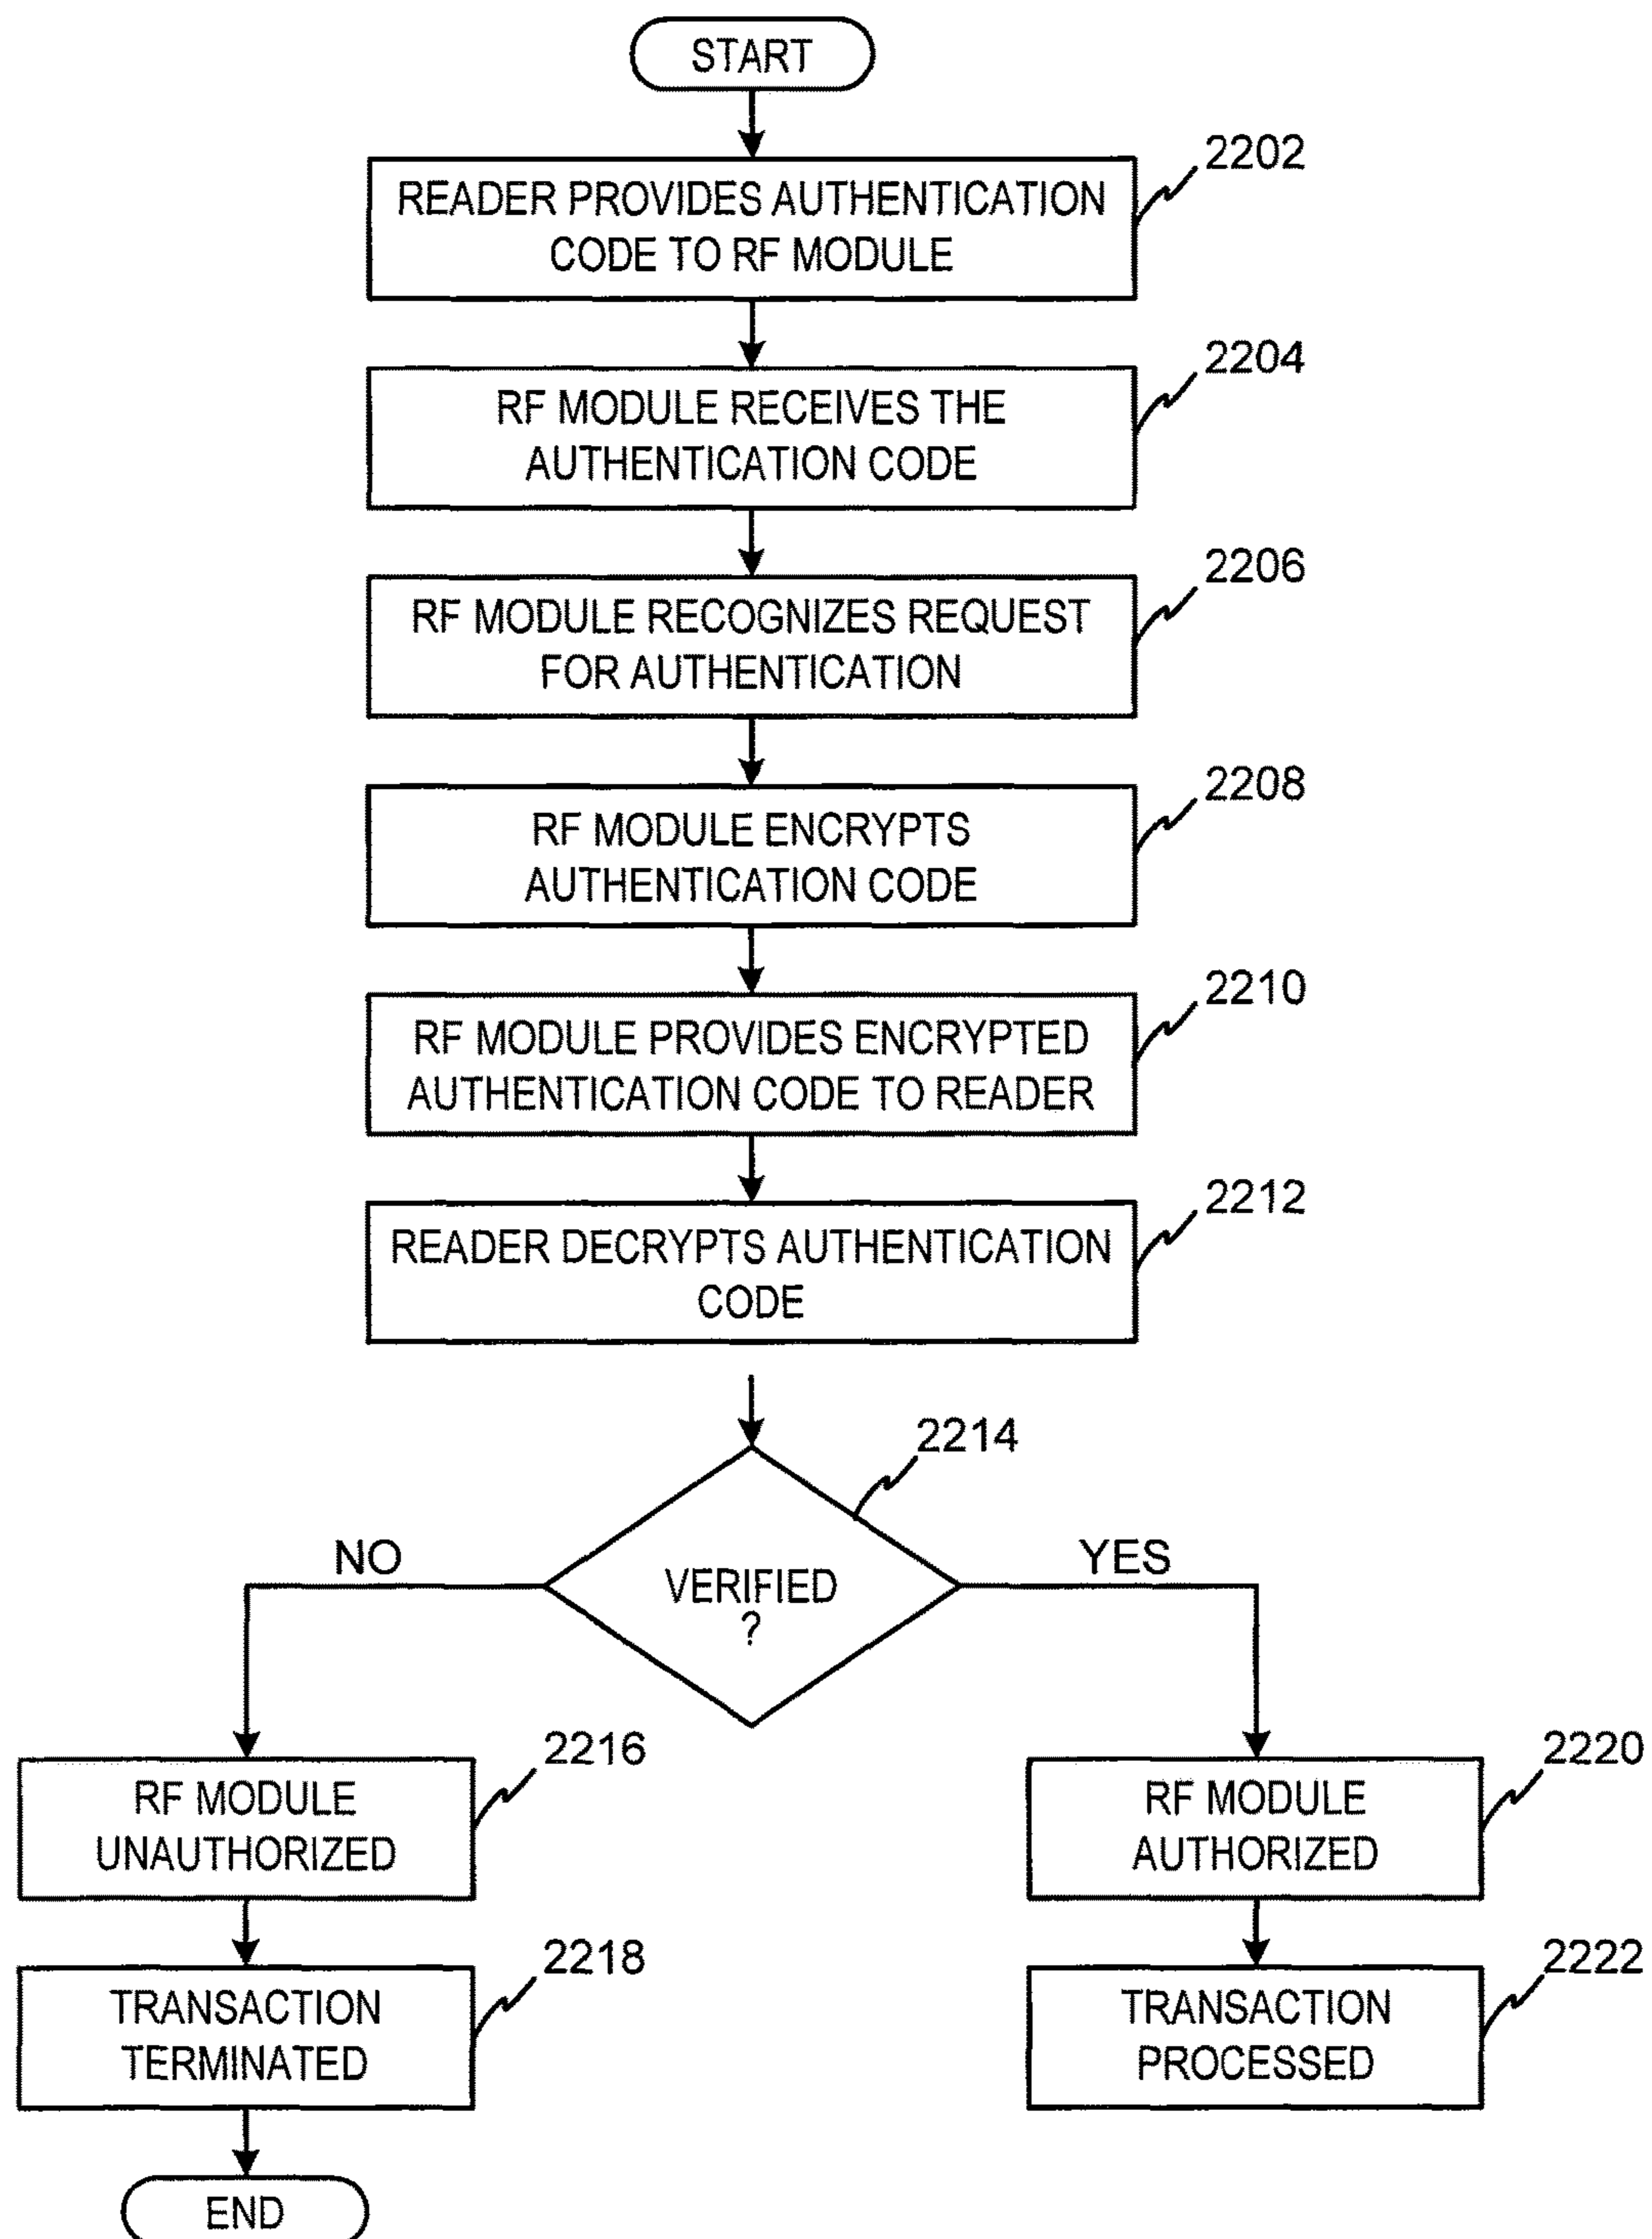 START
2202
READER PROVIDES AUTHENTICATION
CODE TO RF MODULE
2204
RF MODULE RECEIVES THE
AUTHENTICATION CODE
2206
RF MODULE RECOGNIZES REQUEST
FOR AUTHENTICATION
2208
RF MODULE ENCRYPTS
AUTHENTICATION CODE
2210
RF MODULE PROVIDES ENCRYPTED
AUTHENTICATION CODE TO READER
2212
READER DECRYPTS AUTHENTICATION
CODE
2214
VERIFIED
?
NO
YES
2216
RF MODULE
UNAUTHORIZED
2218
TRANSACTION
TERMINATED
END
2220
RF MODULE
AUTHORIZED
2222
TRANSACTION
PROCESSED